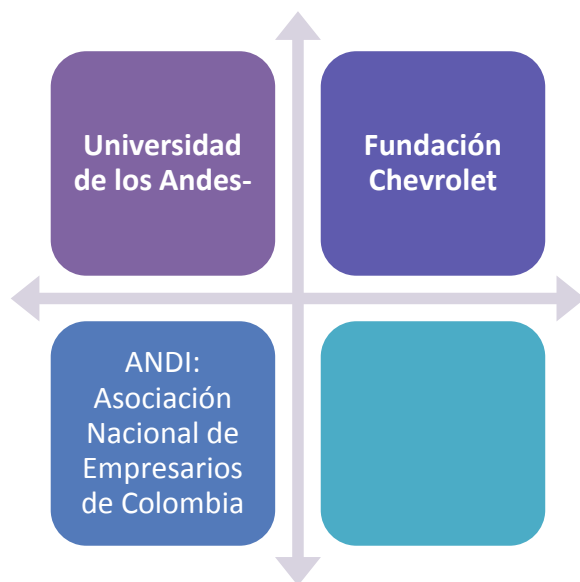 Universidad
de los Andes-
Fundación
Chevrolet
ANDI:
Asociación
Nacional de
Empresarios
de Colombia